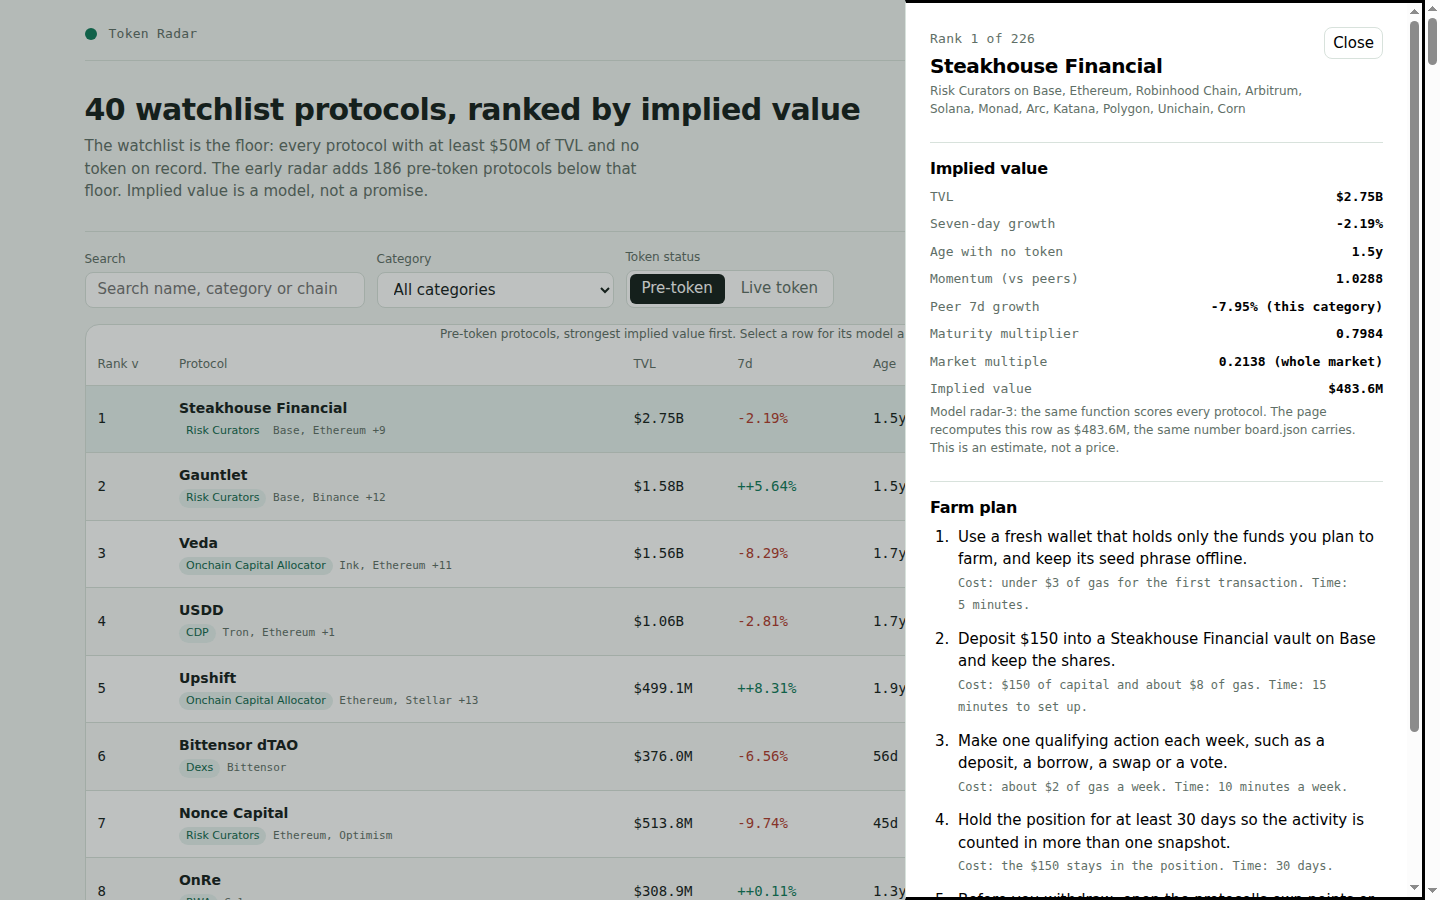 Token Radar
40 watchlist protocols, ranked by implied value
The watchlist is the floor: every protocol with at least $50M of TVL and no
token on record. The early radar adds 186 pre-token protocols below that
floor. Implied value is a model, not a promise.
Search
Category
Token status
Search name, category or chain
All categories
Pre-token
Live token
Pre-token protocols, strongest implied value first. Select a row for its model a
Rank v Protocol TVL 7d Age
1 Steakhouse Financial $2.75B -2.19% 1.5y
Risk Curators Base, Ethereum +9
2 Gauntlet $1.58B ++5.64% 1.5y
Risk Curators Base, Binance +12
3 Veda $1.56B -8.29% 1.7y
Onchain Capital Allocator Ink, Ethereum +11
4 USDD $1.06B -2.81% 1.7y
CDP Tron, Ethereum +1
5 Upshift $499.1M ++8.31% 1.9y
Onchain Capital Allocator Ethereum, Stellar +13
6 Bittensor dTAO $376.0M -6.56% 56d
Dexs Bittensor
7 Nonce Capital $513.8M -9.74% 45d
Risk Curators Ethereum, Optimism
8 OnRe $308.9M ++0.11% 1.3y
Rank 1 of 226
Close
Steakhouse Financial
Risk Curators on Base, Ethereum, Robinhood Chain, Arbitrum,
Solana, Monad, Arc, Katana, Polygon, Unichain, Corn
Implied value
TVL $2.75B
Seven-day growth -2.19%
Age with no token 1.5y
Momentum (vs peers) 1.0288
Peer 7d growth -7.95% (this category)
Maturity multiplier 0.7984
Market multiple 0.2138 (whole market)
Implied value $483.6M
Model radar-3: the same function scores every protocol. The page
recomputes this row as $483.6M, the same number board.json carries.
This is an estimate, not a price.
Farm plan
1. Use a fresh wallet that holds only the funds you plan to
farm, and keep its seed phrase offline.
Cost: under $3 of gas for the first transaction. Time:
5 minutes.
2. Deposit $150 into a Steakhouse Financial vault on Base
and keep the shares.
Cost: $150 of capital and about $8 of gas. Time: 15
minutes to set up.
3. Make one qualifying action each week, such as a
deposit, a borrow, a swap or a vote.
Cost: about $2 of gas a week. Time: 10 minutes a week.
4. Hold the position for at least 30 days so the activity is
counted in more than one snapshot.
Cost: the $150 stays in the position. Time: 30 days.
5. Before you withdraw, open the protocol's own points or